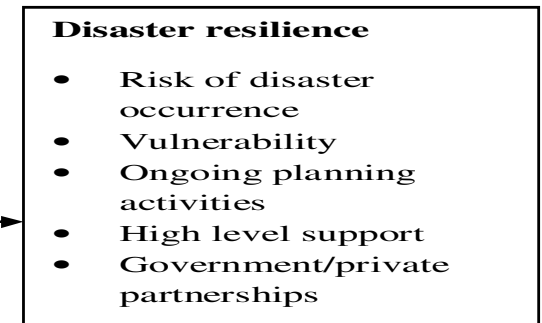 Disaster resilience
• Risk of disaster
occurrence
• Vulnerability
• Ongoing planning
activities
• High level support
• Government/private
partnerships